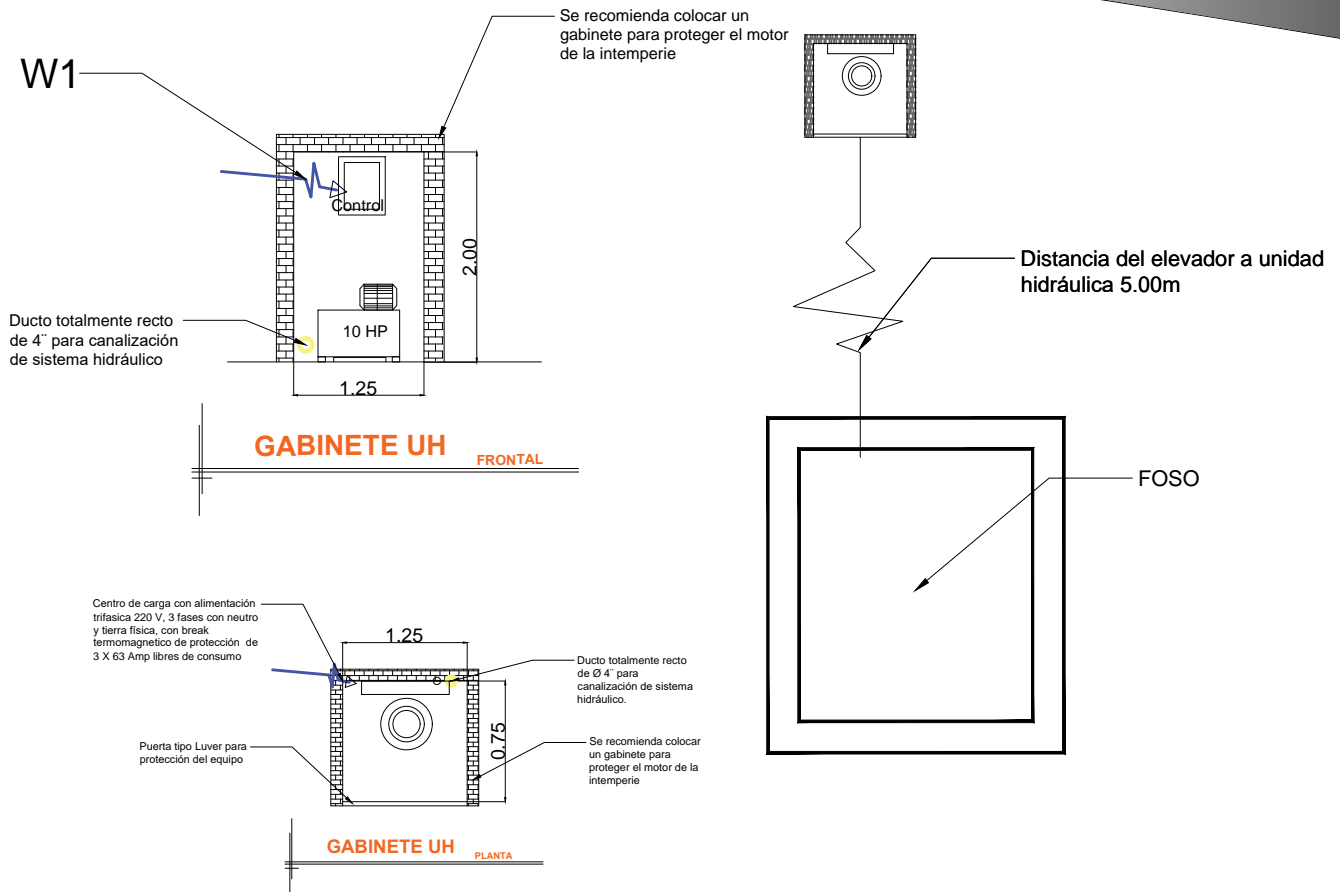 Se recomienda colocar un
gabinete para proteger el motor
de la intemperie
W1
Control
2.00
Ducto totalmente recto
de 4¨ para canalización
de sistema hidráulico
10 HP
1.25
GABINETE UH FRONTAL
Distancia del elevador a unidad
hidráulica 5.00m
FOSO
Centro de carga con alimentación
trifasica 220 V, 3 fases con neutro
y tierra física, con break
termomagnetico de protección de
3 X 63 Amp libres de consumo
1.25
Ducto totalmente recto
de Ø 4¨ para
canalización de sistema
hidráulico.
0.75
Puerta tipo Luver para
protección del equipo
Se recomienda colocar
un gabinete para
proteger el motor de la
intemperie
GABINETE UH PLANTA